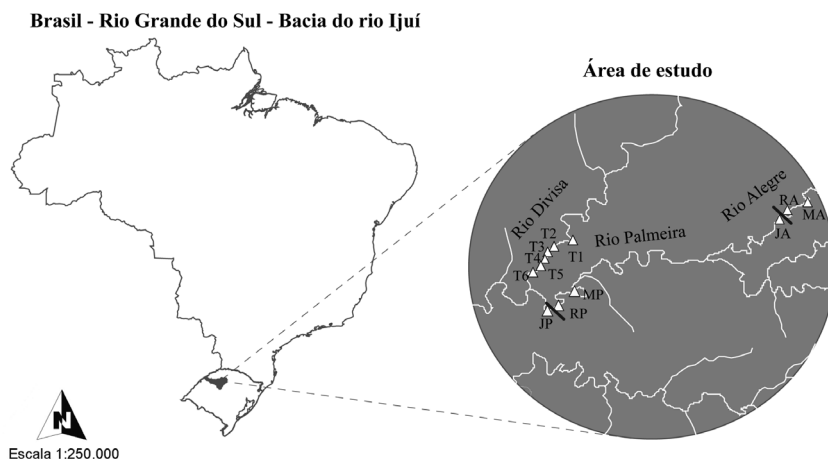 Brasil - Rio Grande do Sul - Bacia do rio Ijuí
Área de estudo
Rio Divisa
Rio Alegre
RA
MA
JA
Rio Palmeira
T2
T3
T1
T4
T5
T6
MP
RP
JP
N
Escala 1:250.000